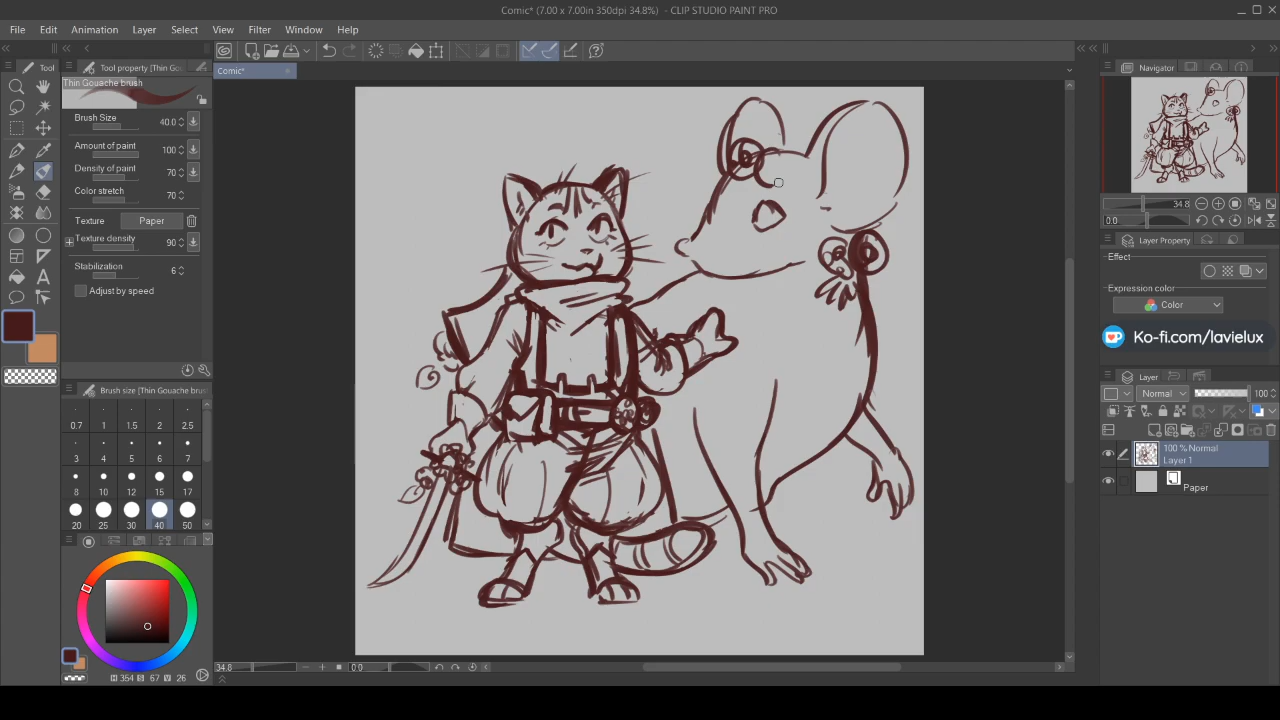 Comic* (7.00 x 7.00in 350dpi 34.8%) - CLIP STUDIO PAINT PRO
File Edit Animation Layer Select View Filter Window Help
Tool
Tool property [Thin Go
Comic*
Navigator
Thin Gouache brush
Brush Size 40.0
Amount of paint 100
Density of paint 70
Color stretch 70
Texture Paper
Texture density 90
Stabilization 6
Adjust by speed
34.8
0.0
Layer Property
Effect
Expression color
Color
Ko-fi.com/lavielux
Layer
Normal 100
100 % Normal
Layer 1
Paper
Brush size [Thin Gouache brus
0.7 1 1.5 2 2.5
3 4 5 6 7
8 10 12 15 17
20 25 30 40 50
34.8 0.0
H 354 S 67 V 26